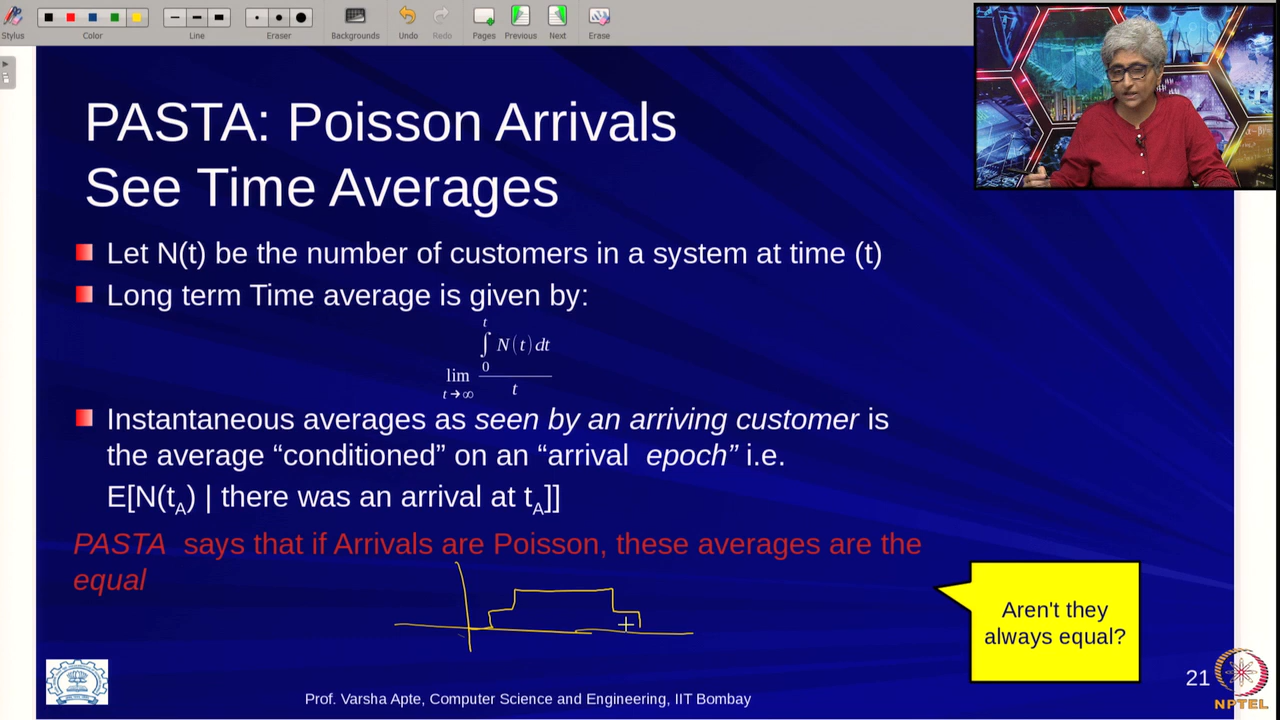 Stylus
Color
Line
Eraser
Backgrounds
Undo
Redo
Pages
Previous
Next
Erase
PASTA: Poisson Arrivals
See Time Averages
Let N(t) be the number of customers in a system at time (t)
Long term Time average is given by:
lim t→∞ ∫ 0 t N(t)dt / t
Instantaneous averages as seen by an arriving customer is
the average “conditioned” on an “arrival epoch” i.e.
E[N(tA) | there was an arrival at tA]]
PASTA says that if Arrivals are Poisson, these averages are the
equal
Aren't they
always equal?
Prof. Varsha Apte, Computer Science and Engineering, IIT Bombay
21
NPTEL